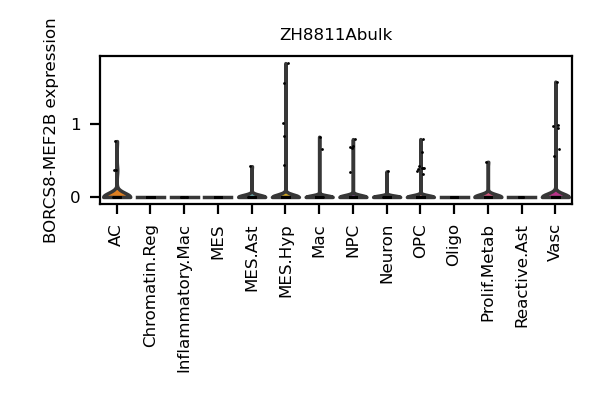 ZH8811Abulk
BORCS8-MEF2B expression
1
0
AC
Chromatin.Reg
Inflammatory.Mac
MES
MES.Ast
MES.Hyp
Mac
NPC
Neuron
OPC
Oligo
Prolif.Metab
Reactive.Ast
Vasc